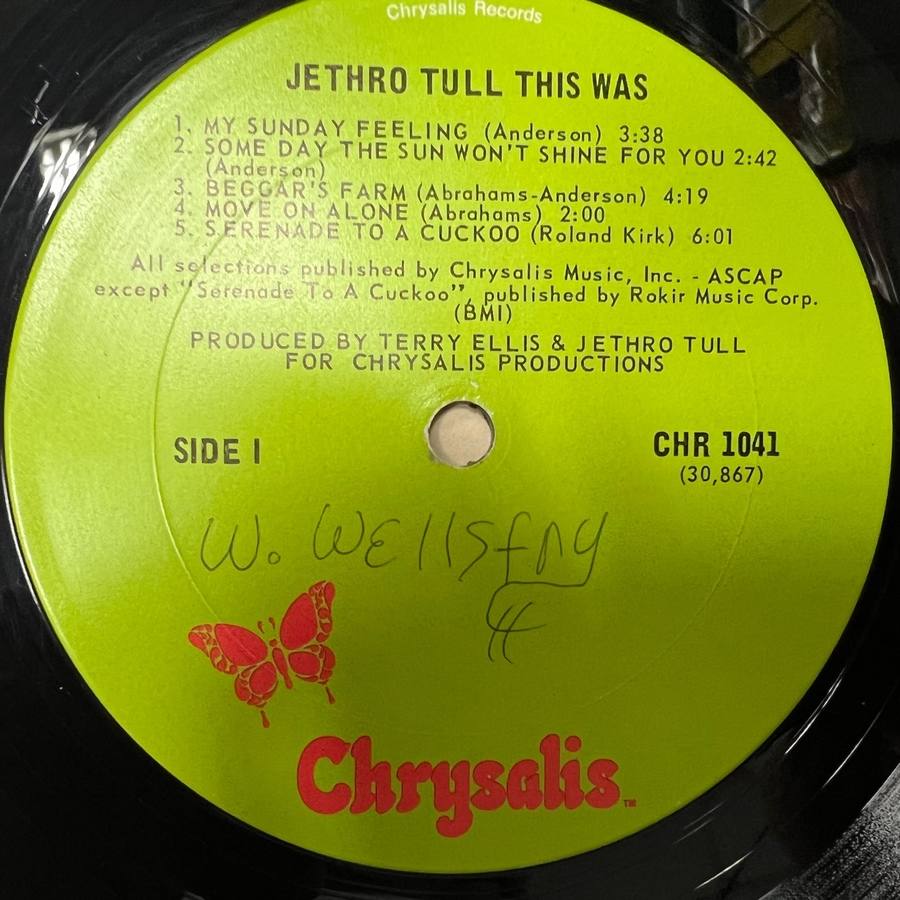 Chrysalis Records
JETHRO TULL THIS WAS
1. MY SUNDAY FEELING (Anderson) 3:38
2. SOME DAY THE SUN WON'T SHINE FOR YOU 2:42
(Anderson)
3. BEGGAR'S FARM (Abrahams-Anderson) 4:19
4. MOVE ON ALONE (Abrahams) 2:00
5. SERENADE TO A CUCKOO (Roland Kirk) 6:01
All selections published by Chrysalis Music, Inc. - ASCAP
except "Serenade To A Cuckoo", published by Rokir Music Corp.
(BMI)
PRODUCED BY TERRY ELLIS & JETHRO TULL
FOR CHRYSALIS PRODUCTIONS
SIDE I
CHR 1041
(30,867)
W.
Chrysalis™